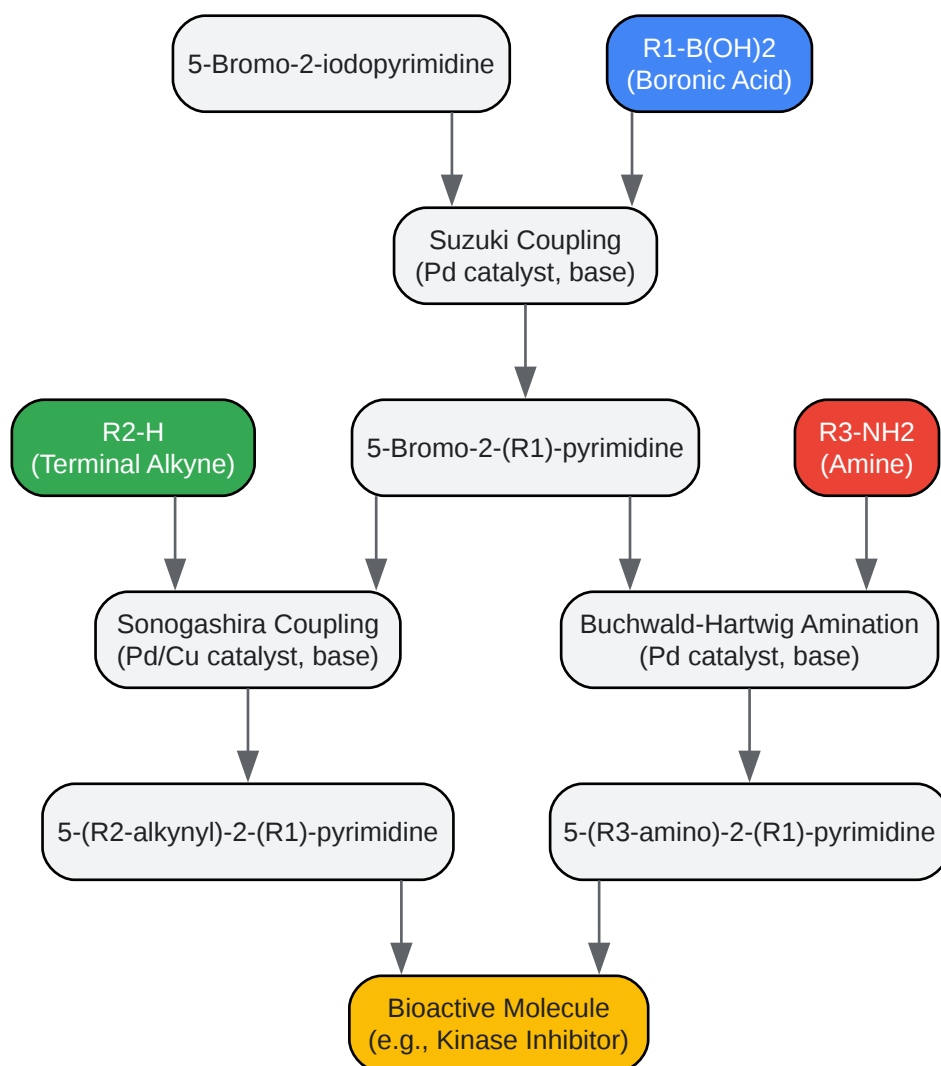 5-Bromo-2-iodopyrimidine
R1-B(OH)2
(Boronic Acid)
Suzuki Coupling
(Pd catalyst, base)
R2-H
(Terminal Alkyne)
5-Bromo-2-(R1)-pyrimidine
R3-NH2
(Amine)
Sonogashira Coupling
(Pd/Cu catalyst, base)
Buchwald-Hartwig Amination
(Pd catalyst, base)
5-(R2-alkynyl)-2-(R1)-pyrimidine
5-(R3-amino)-2-(R1)-pyrimidine
Bioactive Molecule
(e.g., Kinase Inhibitor)